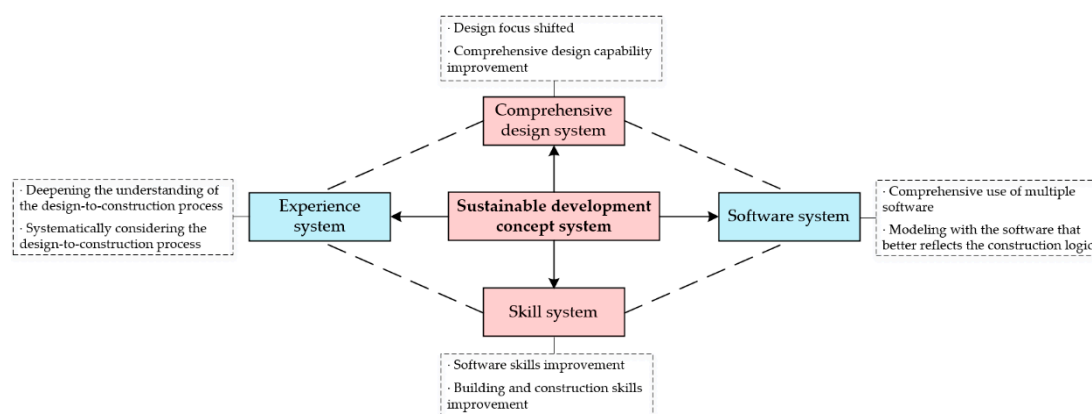 · Design focus shifted
· Comprehensive design capability
improvement
Comprehensive
design system
· Deepening the understanding of
the design-to-construction process
· Systematically considering the
design-to-construction process
Experience
system
Sustainable development
concept system
Software system
· Comprehensive use of multiple
software
· Modeling with the software that
better reflects the construction logic
Skill system
· Software skills improvement
· Building and construction skills
improvement